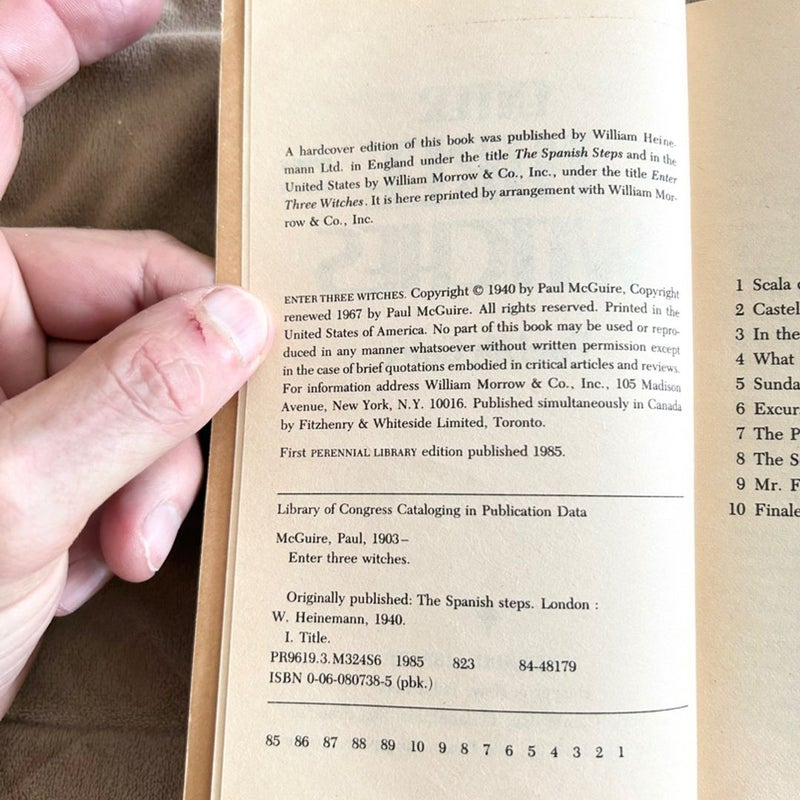 A hardcover edition of this book was published by William Heine-
mann Ltd. in England under the title The Spanish Steps and in the
United States by William Morrow & Co., Inc., under the title Enter
Three Witches. It is here reprinted by arrangement with William Mor-
row & Co., Inc.
ENTER THREE WITCHES. Copyright © 1940 by Paul McGuire, Copyright
renewed 1967 by Paul McGuire. All rights reserved. Printed in the
United States of America. No part of this book may be used or repro-
duced in any manner whatsoever without written permission except
in the case of brief quotations embodied in critical articles and reviews.
For information address William Morrow & Co., Inc., 105 Madison
Avenue, New York, N.Y. 10016. Published simultaneously in Canada
by Fitzhenry & Whiteside Limited, Toronto.
First PERENNIAL LIBRARY edition published 1985.
Library of Congress Cataloging in Publication Data
McGuire, Paul, 1903–
Enter three witches.
Originally published: The Spanish steps. London :
W. Heinemann, 1940.
I. Title.
PR9619.3.M324S6 1985 823 84-48179
ISBN 0-06-080738-5 (pbk.)
85 86 87 88 89 10 9 8 7 6 5 4 3 2 1
1 Scala
2
3 In the
4 What
5
6
7 The
8 The
9 Mr.
10 Finale